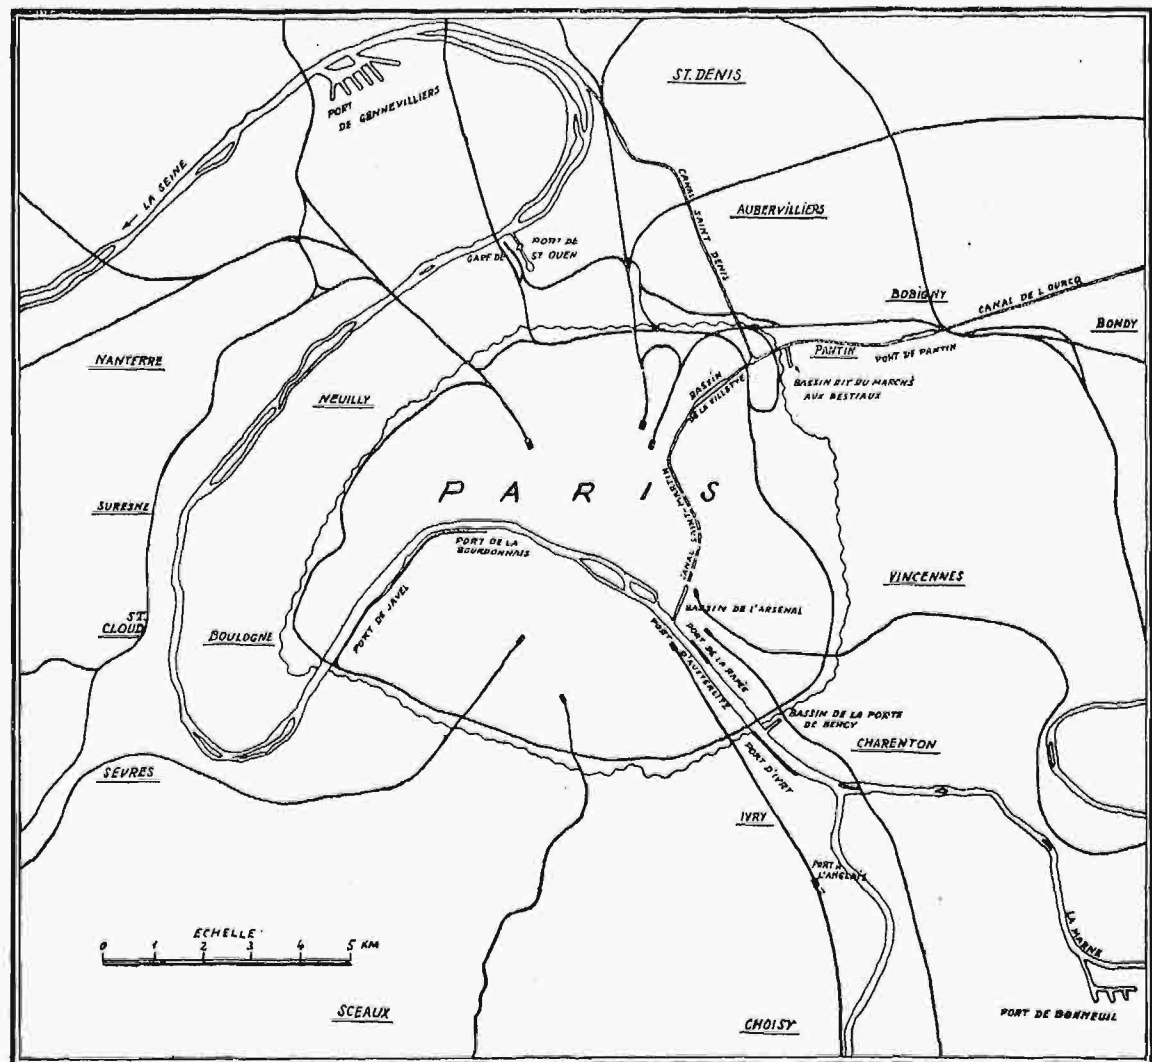 ST. DENIS
PORT
DE GENNEVILLIERS
← LA SEINE
CANAL SAINT DENIS
AUBERVILLIERS
PORT DE
ST OUEN
GARE DE
BOBIGNY
CANAL DE L'OURCQ
BONDY
NANTERRE
PANTIN
PORT DE PANTIN
BASSIN
DE LA VILLETTE
BASSIN DIT DU MARCHÉ
AUX BESTIAUX
NEUILLY
PARIS
SURESNE
CANAL ST-MARTIN
PORT DE LA
BOURDONNAIS
VINCENNES
BASSIN DE L'ARSENAL
ST.
CLOUD
BOULOGNE
PORT DE JAVEL
PORT DE LA RAPÉE
PORT D'AUSTERLITZ
BASSIN DE LA PORTE
DE BERCY
CHARENTON
SÈVRES
PORT D'IVRY
IVRY
PORT À
L'ANGLAIS
ECHELLE
0 1 2 3 4 5 KM
LA MARNE
SCEAUX
CHOISY
PORT DE BONNEUIL